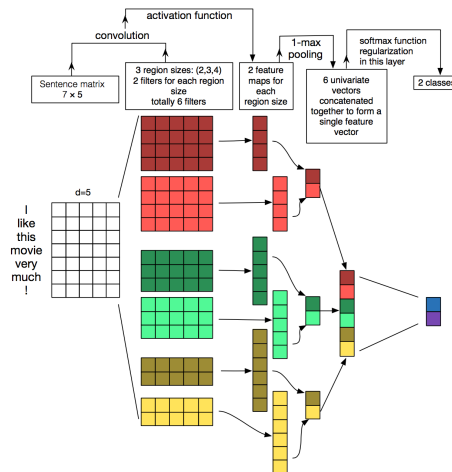 activation function
convolution
1-max
pooling
softmax function
regularization
in this layer
Sentence matrix
7 × 5
3 region sizes: (2,3,4)
2 filters for each region
size
totally 6 filters
2 feature
maps for
each
region size
6 univariate
vectors
concatenated
together to form a
single feature
vector
2 classes
d=5
I
like
this
movie
very
much
!